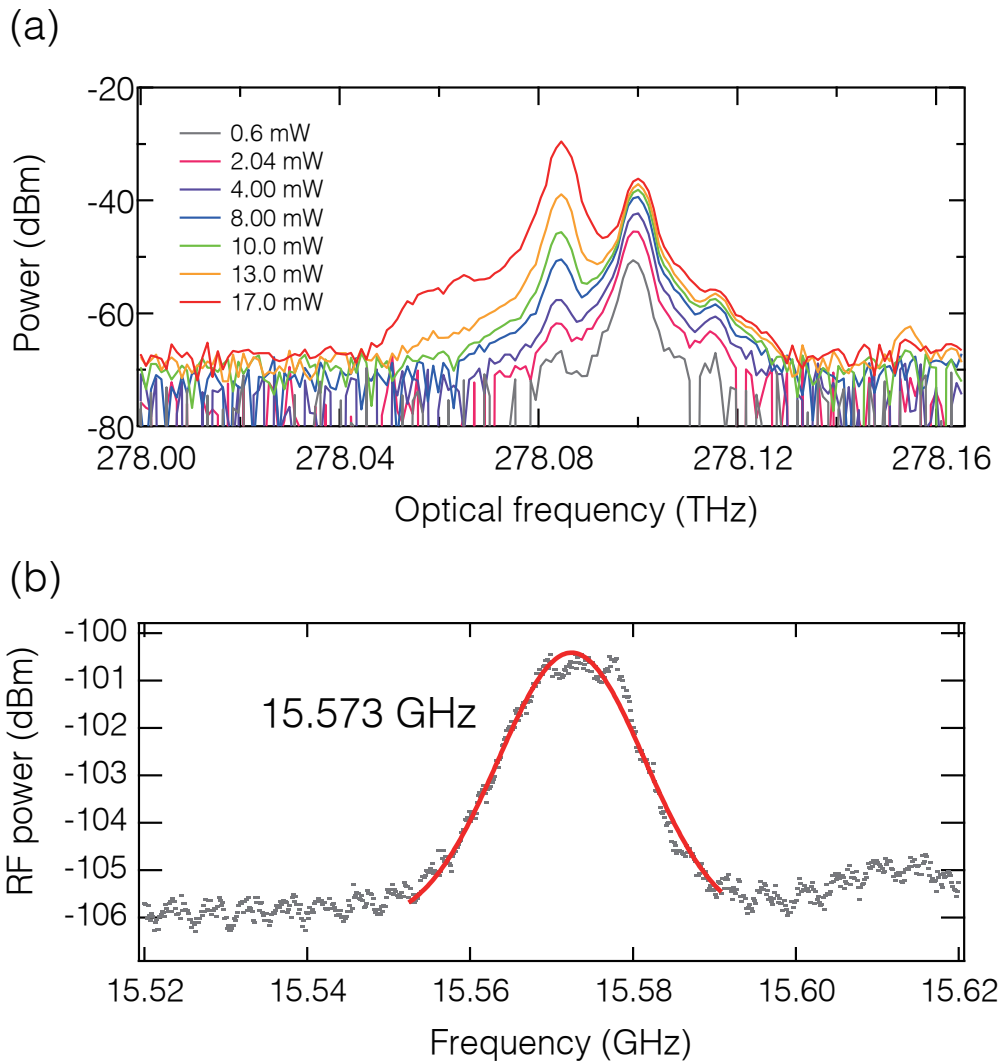 (a)
-20
-40
-60
-80
Power (dBm)
0.6 mW
2.04 mW
4.00 mW
8.00 mW
10.0 mW
13.0 mW
17.0 mW
278.00 278.04 278.08 278.12 278.16
Optical frequency (THz)
(b)
-100
-101
-102
-103
-104
-105
-106
RF power (dBm)
15.573 GHz
15.52 15.54 15.56 15.58 15.60 15.62
Frequency (GHz)